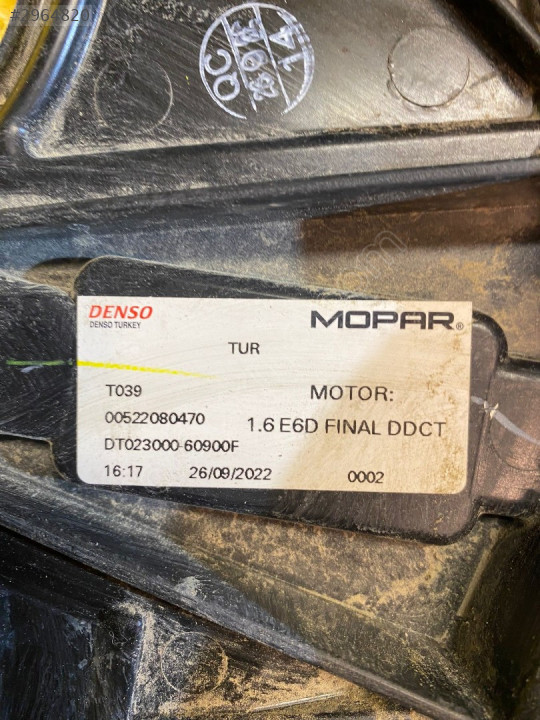 #2964820
QC
14
DENSO
DENSO TURKEY
MOPAR®
TUR
T039
MOTOR:
00522080470
1.6 E6D FINAL DDCT
DT023000-60900F
16:17 26/09/2022 0002